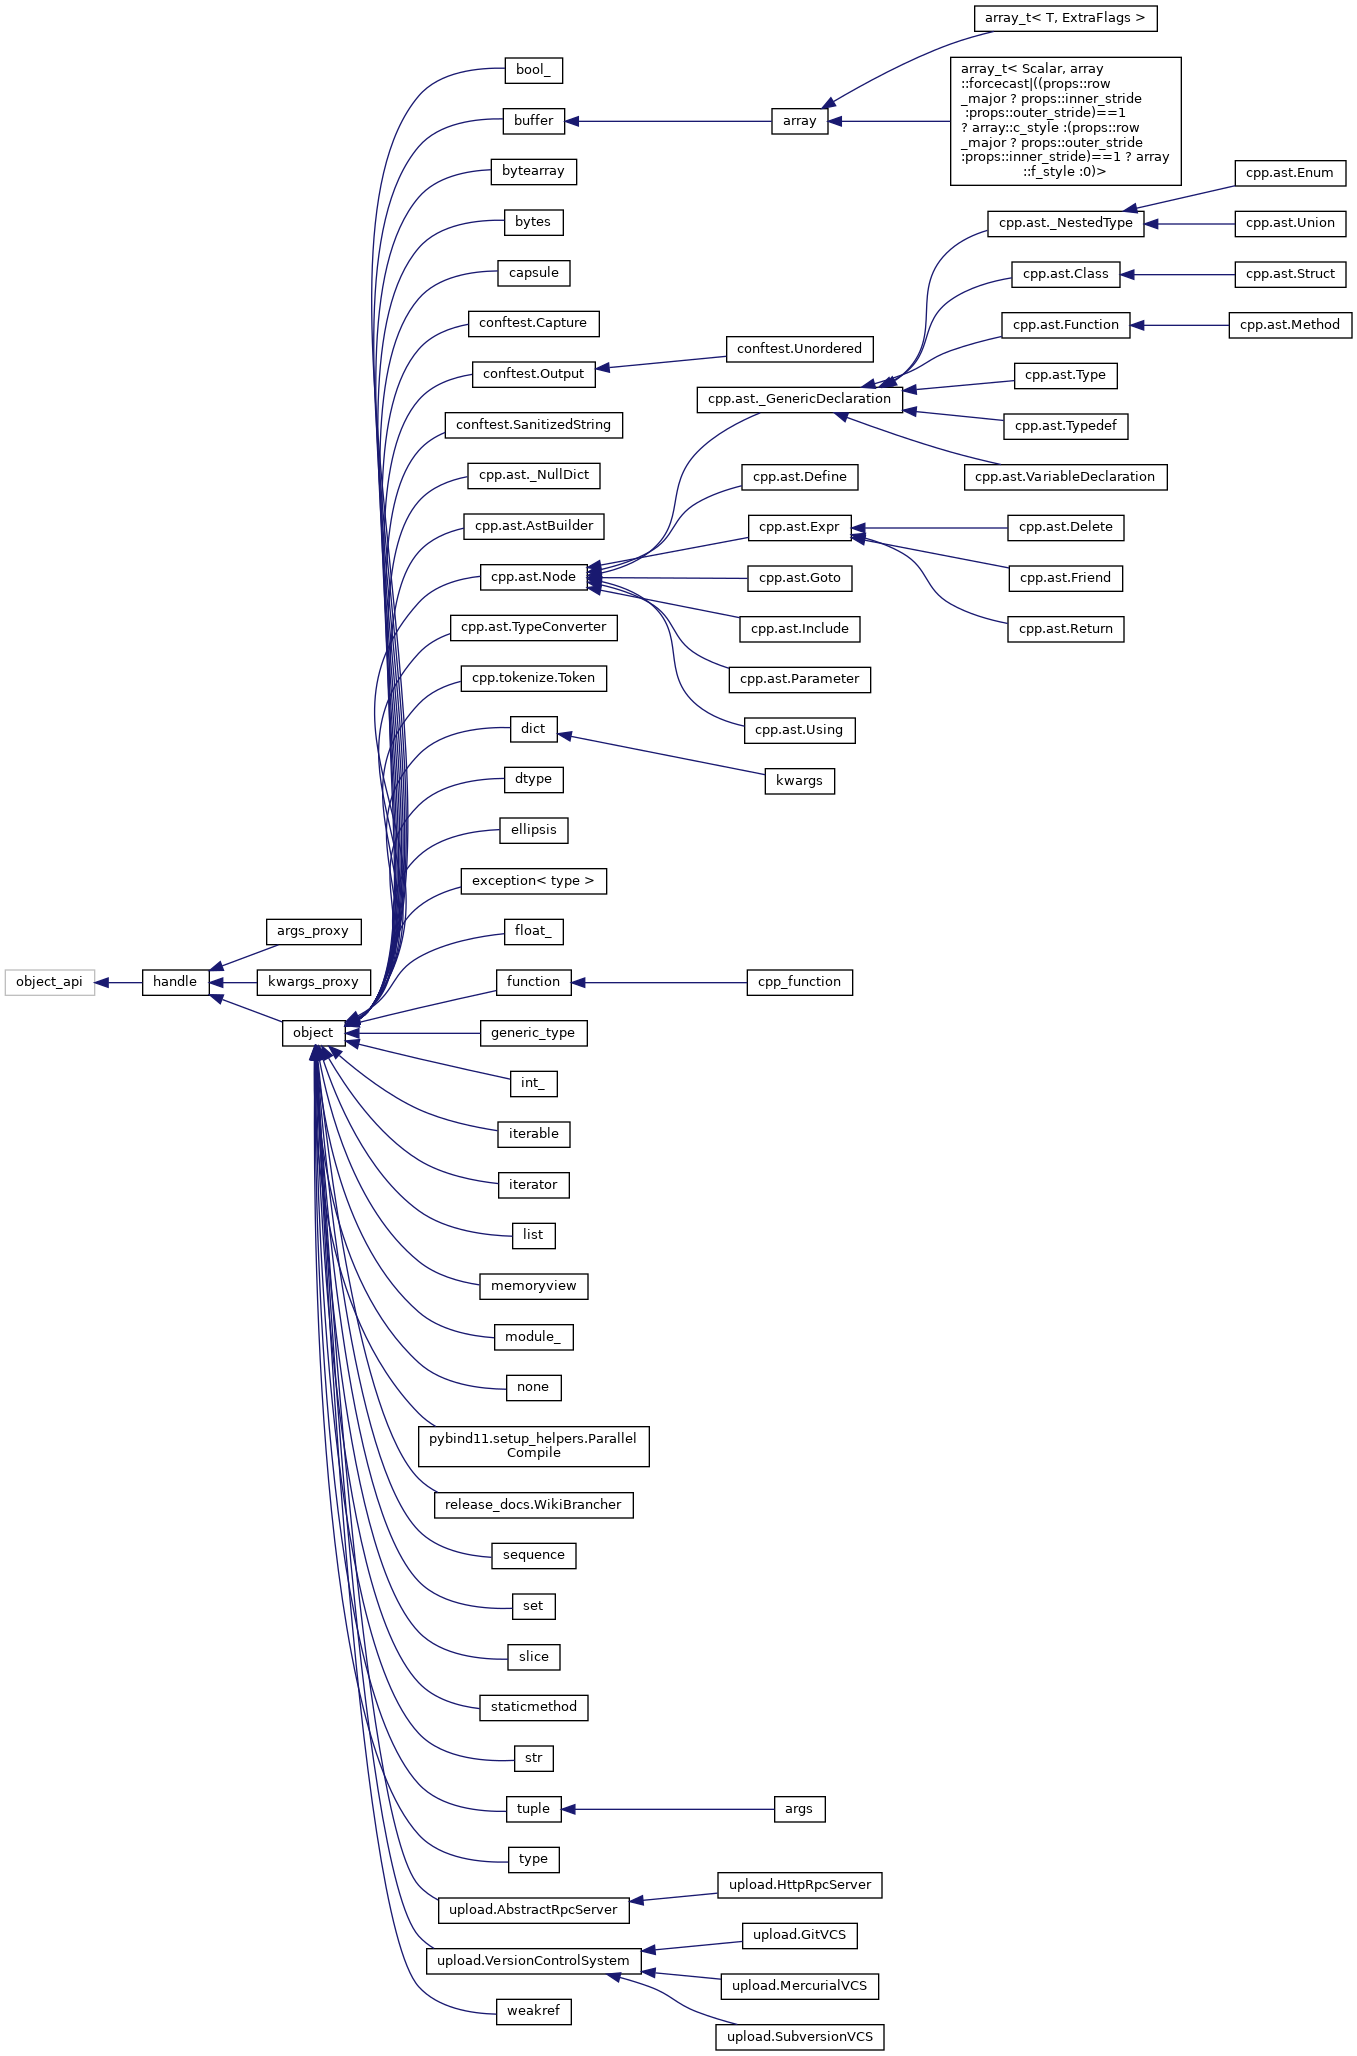 array_t< T, ExtraFlags >
bool_
array_t< Scalar, array
::forcecast|((props::row
_major ? props::inner_stride
:props::outer_stride)==1
? array::c_style :(props::row
_major ? props::outer_stride
:props::inner_stride)==1 ? array
::f_style :0)>
buffer
array
bytearray
cpp.ast.Enum
bytes
cpp.ast._NestedType
cpp.ast.Union
capsule
cpp.ast.Class
cpp.ast.Struct
conftest.Capture
cpp.ast.Function
cpp.ast.Method
conftest.Unordered
conftest.Output
cpp.ast.Type
cpp.ast._GenericDeclaration
conftest.SanitizedString
cpp.ast.Typedef
cpp.ast._NullDict
cpp.ast.Define
cpp.ast.VariableDeclaration
cpp.ast.AstBuilder
cpp.ast.Expr
cpp.ast.Delete
cpp.ast.Node
cpp.ast.Goto
cpp.ast.Friend
cpp.ast.TypeConverter
cpp.ast.Include
cpp.ast.Return
cpp.tokenize.Token
cpp.ast.Parameter
dict
cpp.ast.Using
dtype
kwargs
ellipsis
exception< type >
args_proxy
float_
object_api
handle
kwargs_proxy
function
cpp_function
object
generic_type
int_
iterable
iterator
list
memoryview
module_
none
pybind11.setup_helpers.Parallel
Compile
release_docs.WikiBrancher
sequence
set
slice
staticmethod
str
tuple
args
type
upload.HttpRpcServer
upload.AbstractRpcServer
upload.GitVCS
upload.VersionControlSystem
upload.MercurialVCS
weakref
upload.SubversionVCS